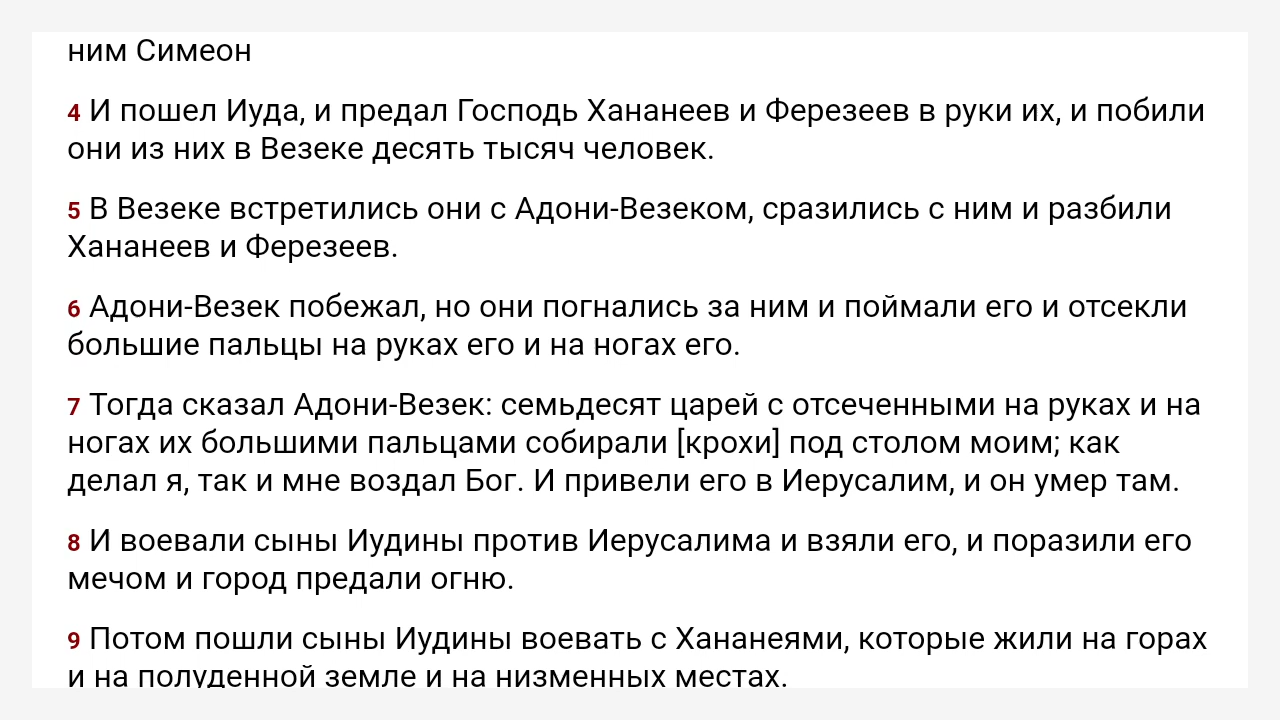 ним Симеон
4 И пошел Иуда, и предал Господь Хананеев и Ферезеев в руки их, и побили
они из них в Везеке десять тысяч человек.
5 В Везеке встретились они с Адони-Везеком, сразились с ним и разбили
Хананеев и Ферезеев.
6 Адони-Везек побежал, но они погнались за ним и поймали его и отсекли
большие пальцы на руках его и на ногах его.
7 Тогда сказал Адони-Везек: семьдесят царей с отсеченными на руках и на
ногах их большими пальцами собирали [крохи] под столом моим; как
делал я, так и мне воздал Бог. И привели его в Иерусалим, и он умер там.
8 И воевали сыны Иудины против Иерусалима и взяли его, и поразили его
мечом и город предали огню.
9 Потом пошли сыны Иудины воевать с Хананеями, которые жили на горах
и на полуденной земле и на низменных местах.